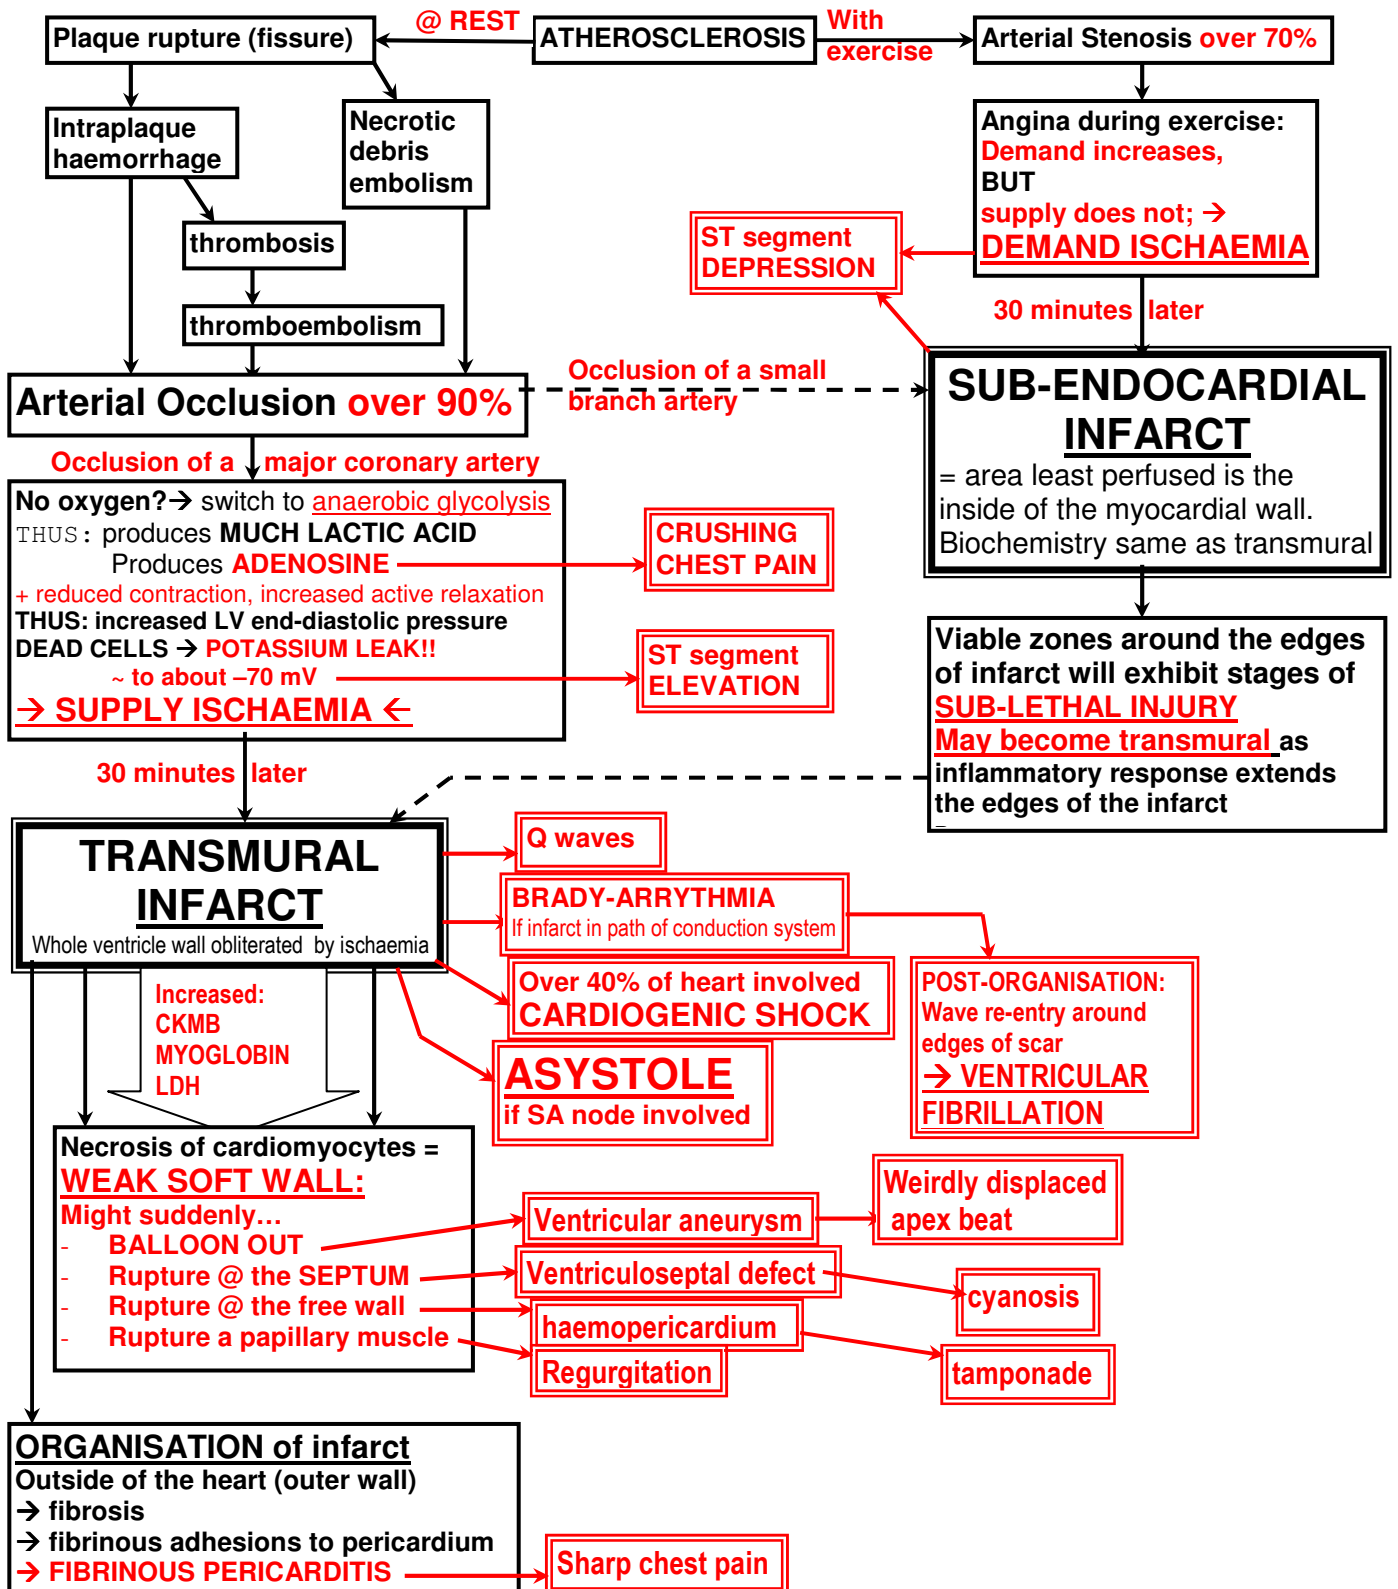 @ REST
ATHEROSCLEROSIS
With
exercise
Plaque rupture (fissure)
Arterial Stenosis over 70%
Intraplaque
haemorrhage
Necrotic
debris
embolism
thrombosis
thromboembolism
Angina during exercise:
Demand increases,
BUT
supply does not; →
DEMAND ISCHAEMIA
ST segment
DEPRESSION
30 minutes later
Arterial Occlusion over 90%
Occlusion of a small
branch artery
SUB-ENDOCARDIAL
INFARCT
= area least perfused is the
inside of the myocardial wall.
Biochemistry same as transmural
Occlusion of a major coronary artery
No oxygen?→ switch to anaerobic glycolysis
THUS: produces MUCH LACTIC ACID
Produces ADENOSINE
+ reduced contraction, increased active relaxation
THUS: increased LV end-diastolic pressure
DEAD CELLS → POTASSIUM LEAK!!
~ to about –70 mV
→ SUPPLY ISCHAEMIA ←
CRUSHING
CHEST PAIN
ST segment
ELEVATION
Viable zones around the edges
of infarct will exhibit stages of
SUB-LETHAL INJURY
May become transmural as
inflammatory response extends
the edges of the infarct
30 minutes later
TRANSMURAL
INFARCT
Whole ventricle wall obliterated by ischaemia
Q waves
BRADY-ARRYTHMIA
If infarct in path of conduction system
Over 40% of heart involved
CARDIOGENIC SHOCK
ASYSTOLE
if SA node involved
POST-ORGANISATION:
Wave re-entry around
edges of scar
→ VENTRICULAR
FIBRILLATION
Increased:
CKMB
MYOGLOBIN
LDH
Necrosis of cardiomyocytes =
WEAK SOFT WALL:
Might suddenly…
- BALLOON OUT
- Rupture @ the SEPTUM
- Rupture @ the free wall
- Rupture a papillary muscle
Ventricular aneurysm
Weirdly displaced
apex beat
Ventriculoseptal defect
cyanosis
haemopericardium
tamponade
Regurgitation
ORGANISATION of infarct
Outside of the heart (outer wall)
→ fibrosis
→ fibrinous adhesions to pericardium
→ FIBRINOUS PERICARDITIS
Sharp chest pain